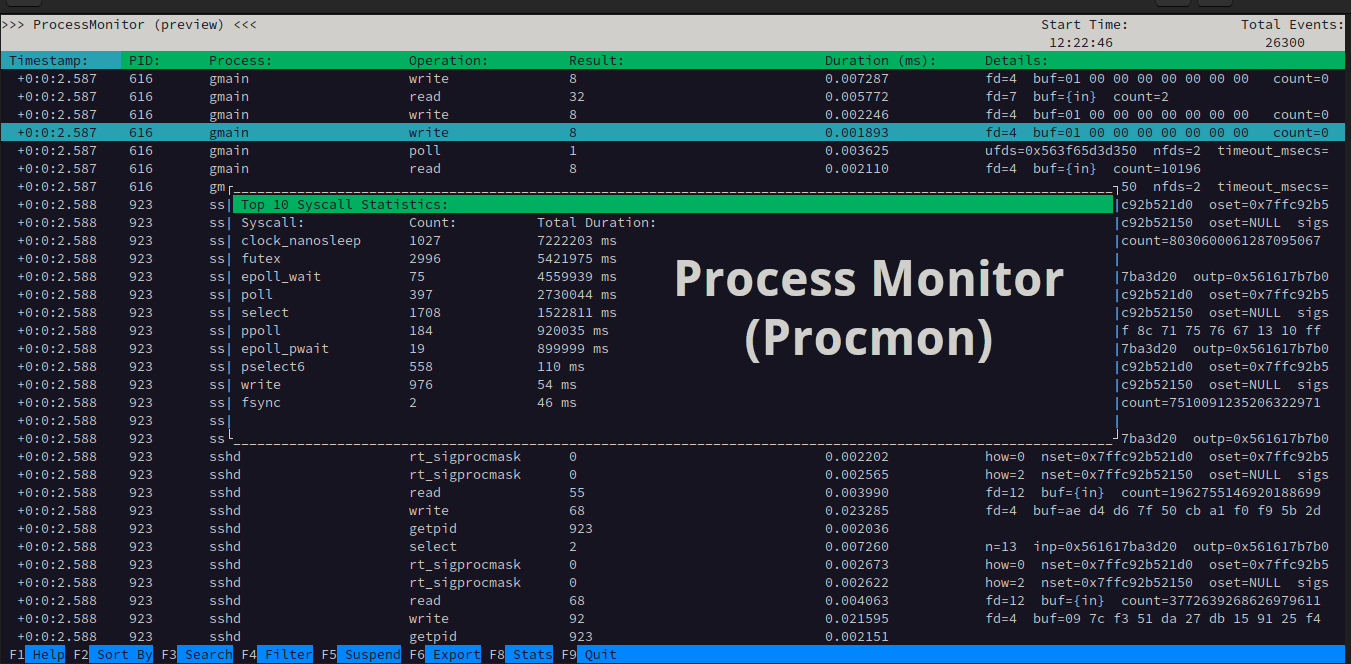 >>> ProcessMonitor (preview) <<< Start Time: Total Events:
12:22:46 26300
Timestamp: PID: Process: Operation: Result: Duration (ms): Details:
+0:0:2.587 616 gmain write 8 0.007287 fd=4 buf=01 00 00 00 00 00 00 00 count=0
+0:0:2.587 616 gmain read 32 0.005772 fd=7 buf={in} count=2
+0:0:2.587 616 gmain write 8 0.002246 fd=4 buf=01 00 00 00 00 00 00 00 count=0
+0:0:2.587 616 gmain write 8 0.001893 fd=4 buf=01 00 00 00 00 00 00 00 count=0
+0:0:2.587 616 gmain poll 1 0.003625 ufds=0x563f65d3d350 nfds=2 timeout_msecs=
+0:0:2.587 616 gmain read 8 0.002110 fd=4 buf={in} count=10196
+0:0:2.587 616 gm 50 nfds=2 timeout_msecs=
+0:0:2.588 923 ss| Top 10 Syscall Statistics: |c92b521d0 oset=0x7ffc92b5
+0:0:2.588 923 ss| Syscall: Count: Total Duration: |c92b52150 oset=NULL sigs
+0:0:2.588 923 ss| clock_nanosleep 1027 7222203 ms |count=8030600061287095067
+0:0:2.588 923 ss| futex 2996 5421975 ms |
+0:0:2.588 923 ss| epoll_wait 75 4559939 ms |7ba3d20 outp=0x561617b7b0
+0:0:2.588 923 ss| poll 397 2730044 ms |c92b521d0 oset=0x7ffc92b5
+0:0:2.588 923 ss| select 1708 1522811 ms |c92b52150 oset=NULL sigs
+0:0:2.588 923 ss| ppoll 184 920035 ms |f 8c 71 75 76 67 13 10 ff
+0:0:2.588 923 ss| epoll_pwait 19 899999 ms |7ba3d20 outp=0x561617b7b0
+0:0:2.588 923 ss| pselect6 558 110 ms |c92b521d0 oset=0x7ffc92b5
+0:0:2.588 923 ss| write 976 54 ms |c92b52150 oset=NULL sigs
+0:0:2.588 923 ss| fsync 2 46 ms |count=7510091235206322971
+0:0:2.588 923 ss| |
+0:0:2.588 923 ss 7ba3d20 outp=0x561617b7b0
Process Monitor
(Procmon)
+0:0:2.588 923 sshd rt_sigprocmask 0 0.002202 how=0 nset=0x7ffc92b521d0 oset=0x7ffc92b5
+0:0:2.588 923 sshd rt_sigprocmask 0 0.002565 how=2 nset=0x7ffc92b52150 oset=NULL sigs
+0:0:2.588 923 sshd read 55 0.003990 fd=12 buf={in} count=1962755146920188699
+0:0:2.588 923 sshd write 68 0.023285 fd=4 buf=ae d4 d6 7f 50 cb a1 f0 f9 5b 2d
+0:0:2.588 923 sshd getpid 923 0.002036
+0:0:2.588 923 sshd select 2 0.007260 n=13 inp=0x561617ba3d20 outp=0x561617b7b0
+0:0:2.588 923 sshd rt_sigprocmask 0 0.002673 how=0 nset=0x7ffc92b521d0 oset=0x7ffc92b5
+0:0:2.588 923 sshd rt_sigprocmask 0 0.002622 how=2 nset=0x7ffc92b52150 oset=NULL sigs
+0:0:2.588 923 sshd read 68 0.004063 fd=12 buf={in} count=3772639268626979611
+0:0:2.588 923 sshd write 92 0.021595 fd=4 buf=09 7c f3 51 da 27 db 15 91 25 f4
+0:0:2.588 923 sshd getpid 923 0.002151
F1 Help F2 Sort By F3 Search F4 Filter F5 Suspend F6 Export F8 Stats F9 Quit